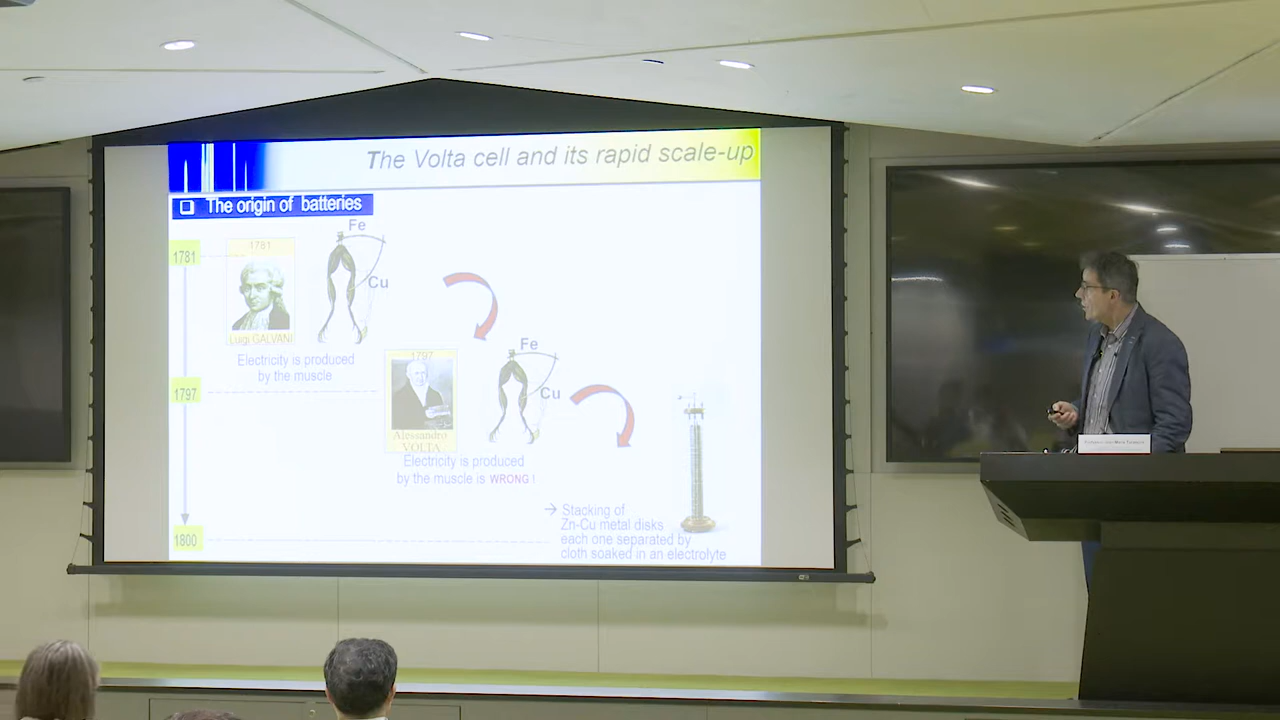 The Volta cell and its rapid scale-up
The origin of batteries
1781
1781
Luigi GALVANI
Fe
Cu
Electricity is produced
by the muscle
1797
1797
Alessandro
VOLTA
Fe
Cu
Electricity is produced
by the muscle is WRONG !
1800
→ Stacking of
Zn-Cu metal disks
each one separated by
cloth soaked in an electrolyte